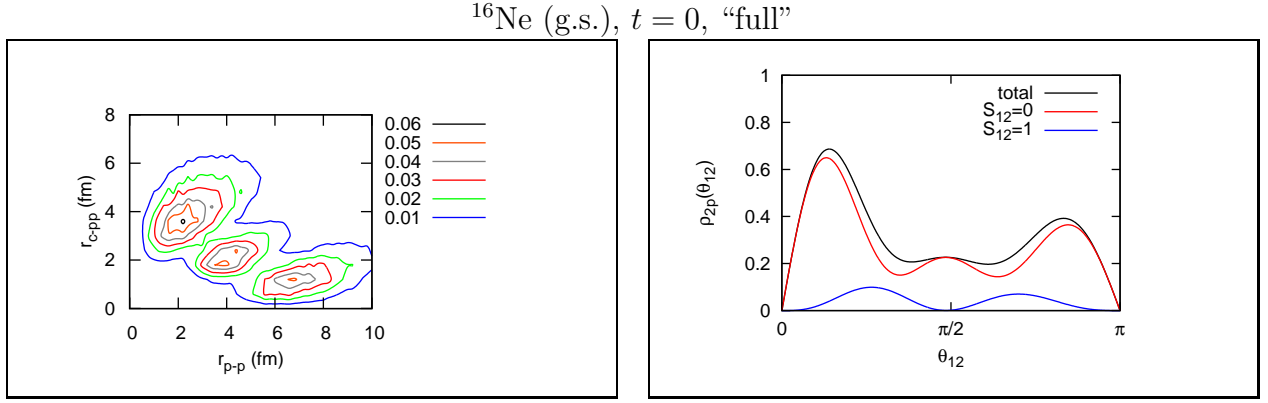 ¹⁶Ne (g.s.), t = 0, “full”
8
6
4
2
0
r_c-pp (fm)
0 2 4 6 8 10
r_p-p (fm)
0.06
0.05
0.04
0.03
0.02
0.01
1
0.8
0.6
0.4
0.2
0
ρ_2p(θ_12)
total
S_12=0
S_12=1
0 π/2 π
θ_12